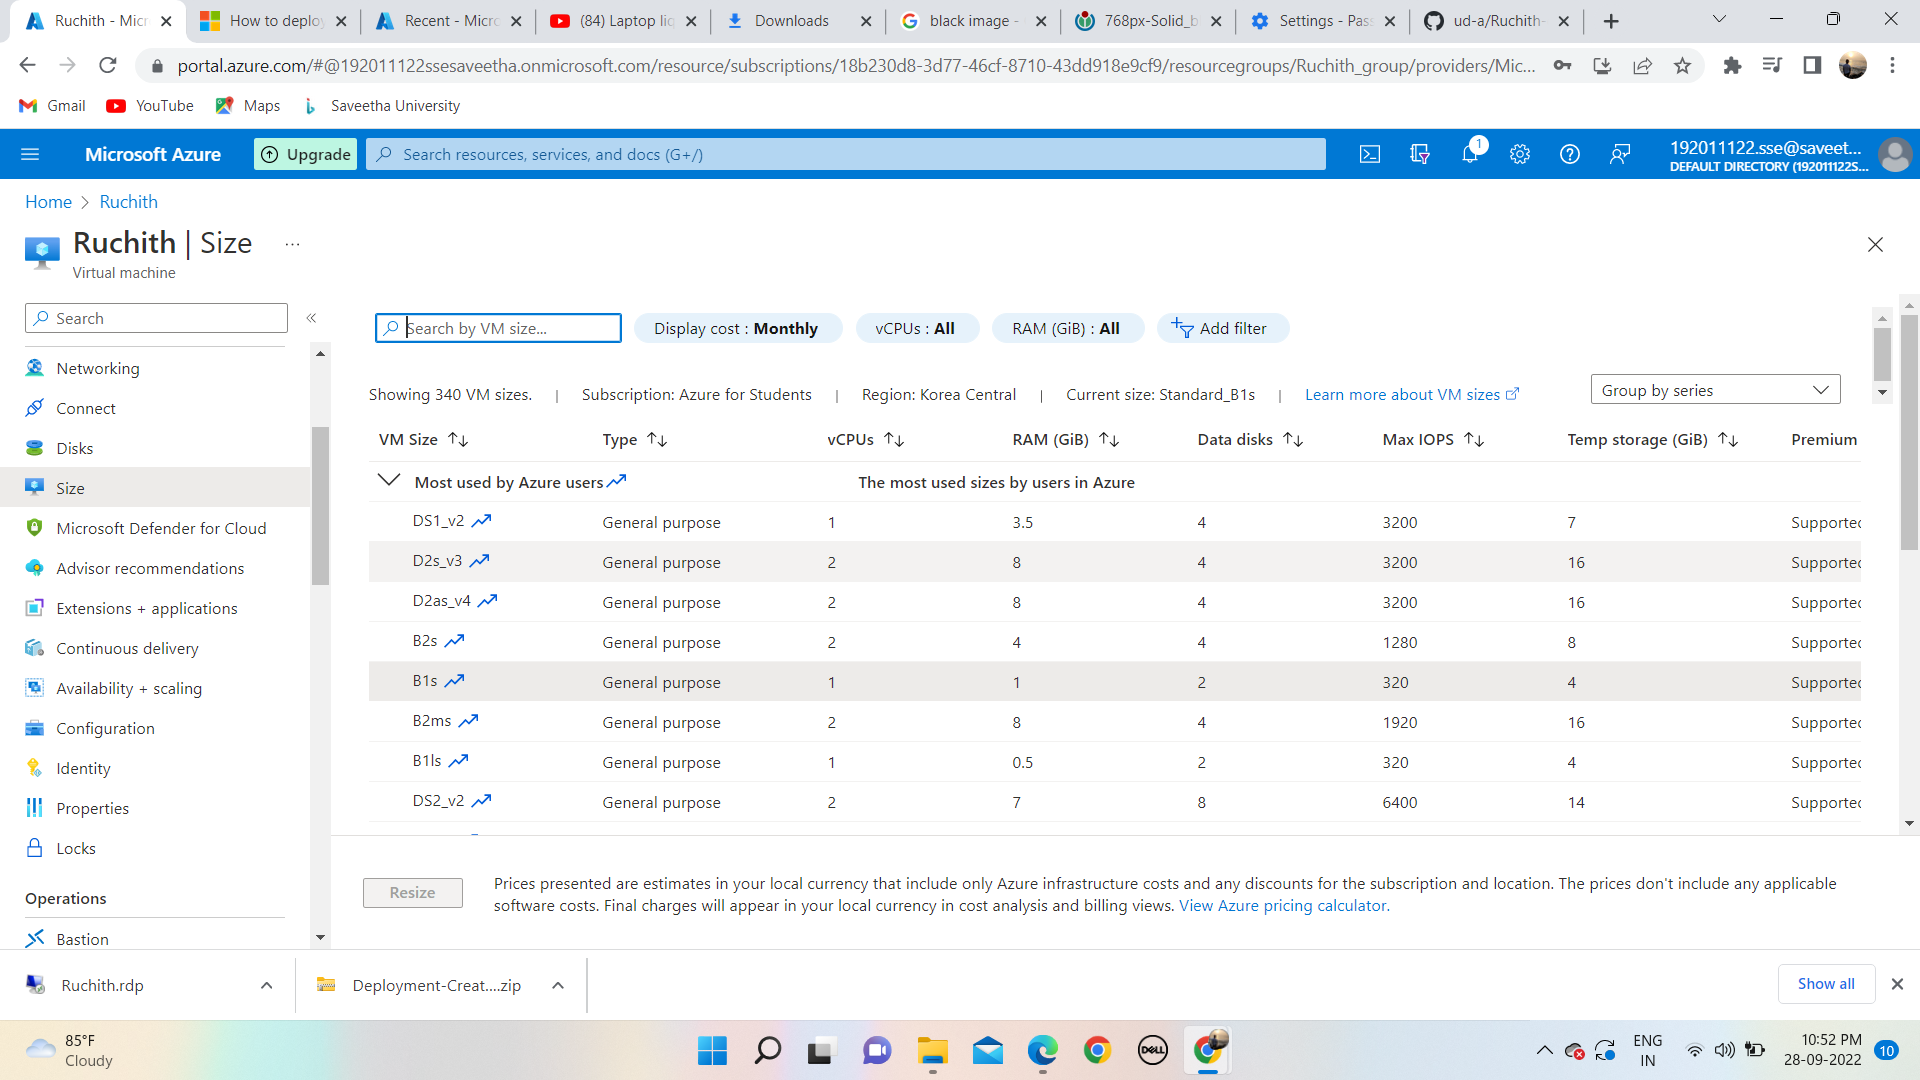 Ruchith - Mic
How to deploy
Recent - Micro
(84) Laptop liq
Downloads
black image -
768px-Solid_b
Settings - Pas
ud-a/Ruchith-
portal.azure.com/#@192011122ssesaveetha.onmicrosoft.com/resource/subscriptions/18b230d8-3d77-46cf-8710-43dd918e9cf9/resourcegroups/Ruchith_group/providers/Mic...
Gmail
YouTube
Maps
Saveetha University
Microsoft Azure
Upgrade
Search resources, services, and docs (G+/)
1
192011122.sse@saveet...
DEFAULT DIRECTORY (192011122S...
Home > Ruchith
Ruchith | Size ...
Virtual machine
Search
«
Networking
Connect
Disks
Size
Microsoft Defender for Cloud
Advisor recommendations
Extensions + applications
Continuous delivery
Availability + scaling
Configuration
Identity
Properties
Locks
Operations
Bastion
Search by VM size...
Display cost : Monthly
vCPUs : All
RAM (GiB) : All
Add filter
Showing 340 VM sizes. | Subscription: Azure for Students | Region: Korea Central | Current size: Standard_B1s | Learn more about VM sizes
Group by series
VM Size ↑↓ Type ↑↓ vCPUs ↑↓ RAM (GiB) ↑↓ Data disks ↑↓ Max IOPS ↑↓ Temp storage (GiB) ↑↓ Premium
Most used by Azure users The most used sizes by users in Azure
DS1_v2 General purpose 1 3.5 4 3200 7 Supported
D2s_v3 General purpose 2 8 4 3200 16 Supported
D2as_v4 General purpose 2 8 4 3200 16 Supported
B2s General purpose 2 4 4 1280 8 Supported
B1s General purpose 1 1 2 320 4 Supported
B2ms General purpose 2 8 4 1920 16 Supported
B1ls General purpose 1 0.5 2 320 4 Supported
DS2_v2 General purpose 2 7 8 6400 14 Supported
Resize
Prices presented are estimates in your local currency that include only Azure infrastructure costs and any discounts for the subscription and location. The prices don't include any applicable
software costs. Final charges will appear in your local currency in cost analysis and billing views. View Azure pricing calculator.
Ruchith.rdp
Deployment-Creat....zip
Show all
85°F
Cloudy
DELL
ENG
IN
10:52 PM
28-09-2022
10